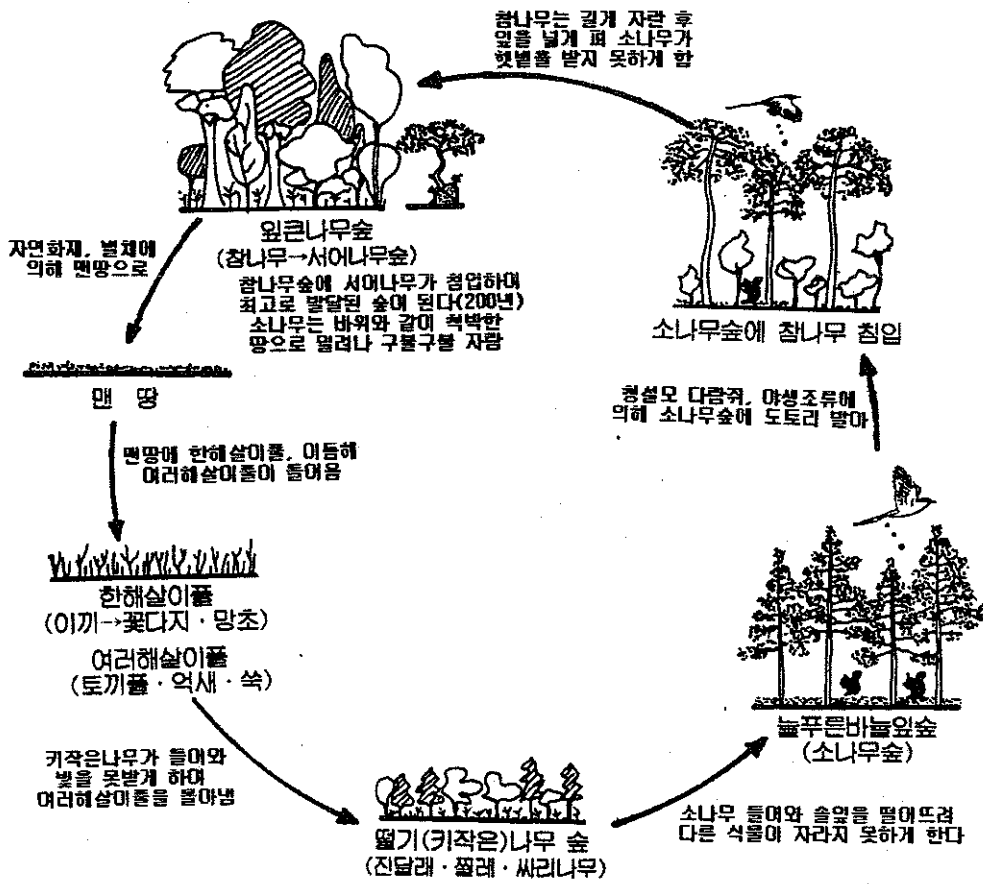 참나무는 길게 자란 후
잎을 넓게 펴 소나무가
햇볕을 받지 못하게 함
잎큰나무숲
(참나무→서어나무숲)
참나무숲에 서어나무가 침입하여
최고로 발달된 숲이 된다(200년)
소나무는 바위와 같이 척박한
땅으로 밀려나 구불구불 자람
자연화재, 벌채에
의해 맨땅으로
맨 땅
맨땅에 한해살이풀, 이듬해
여러해살이풀이 들어옴
한해살이풀
(이끼→꽃다지·망초)
여러해살이풀
(토끼풀·억새·쑥)
키작은나무가 들어와
빛을 못받게 하여
여러해살이풀을 몰아냄
떨기(키작은)나무 숲
(진달래·찔레·싸리나무)
소나무 들어와 솔잎을 떨어뜨려
다른 식물이 자라지 못하게 한다
늘푸른바늘잎숲
(소나무숲)
청설모 다람쥐, 야생조류에
의해 소나무숲에 도토리 발아
소나무숲에 참나무 침입